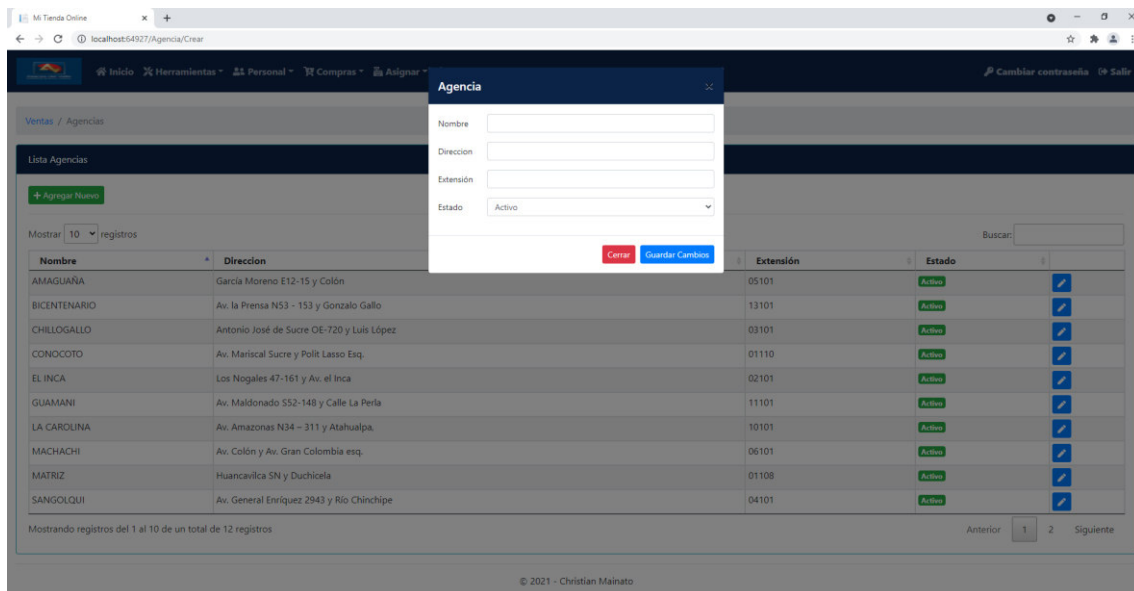 Mi Tienda Online
localhost:64927/Agencia/Crear
Inicio Herramientas Personal Compras Asignar Cambiar contraseña Salir
Agencia
Ventas / Agencias
Nombre
Direccion
Extensión
Estado Activo
Cerrar Guardar Cambios
Lista Agencias
Agregar Nuevo
Mostrar 10 registros Buscar:
Nombre Direccion Extensión Estado
AMAGUAÑA García Moreno E12-15 y Colón 05101 Activo
BICENTENARIO Av. la Prensa N53 - 153 y Gonzalo Gallo 13101 Activo
CHILLOGALLO Antonio José de Sucre OE-720 y Luis López 03101 Activo
CONOCOTO Av. Mariscal Sucre y Polit Lasso Esq. 01110 Activo
EL INCA Los Nogales 47-161 y Av. el Inca 02101 Activo
GUAMANI Av. Maldonado S52-148 y Calle La Perla 11101 Activo
LA CAROLINA Av. Amazonas N34 – 311 y Atahualpa, 10101 Activo
MACHACHI Av. Colón y Av. Gran Colombia esq. 06101 Activo
MATRIZ Huancavilca SN y Duchicela 01108 Activo
SANGOLQUI Av. General Enríquez 2943 y Río Chinchipe 04101 Activo
Mostrando registros del 1 al 10 de un total de 12 registros Anterior 1 2 Siguiente
© 2021 - Christian Mainato